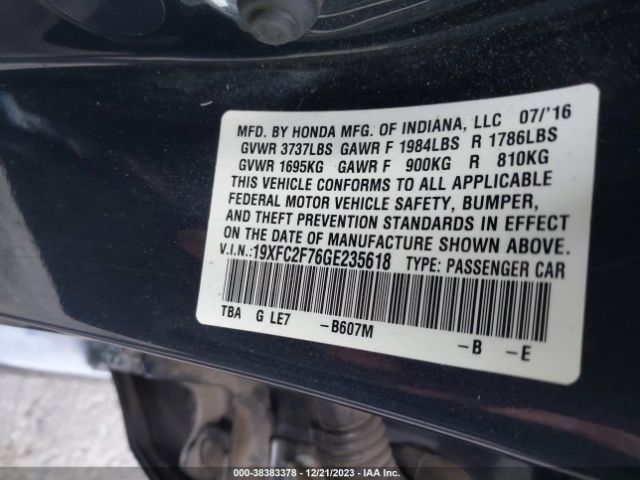 MFD. BY HONDA MFG. OF INDIANA, LLC 07/'16
GVWR 3737LBS GAWR F 1984LBS R 1786LBS
GVWR 1695KG GAWR F 900KG R 810KG
THIS VEHICLE CONFORMS TO ALL APPLICABLE
FEDERAL MOTOR VEHICLE SAFETY, BUMPER,
AND THEFT PREVENTION STANDARDS IN EFFECT
ON THE DATE OF MANUFACTURE SHOWN ABOVE.
V.I.N.:19XFC2F76GE235618 TYPE: PASSENGER CAR
TBA G LE7 -B607M -B -E
000-38383378 - 12/21/2023 - IAA Inc.